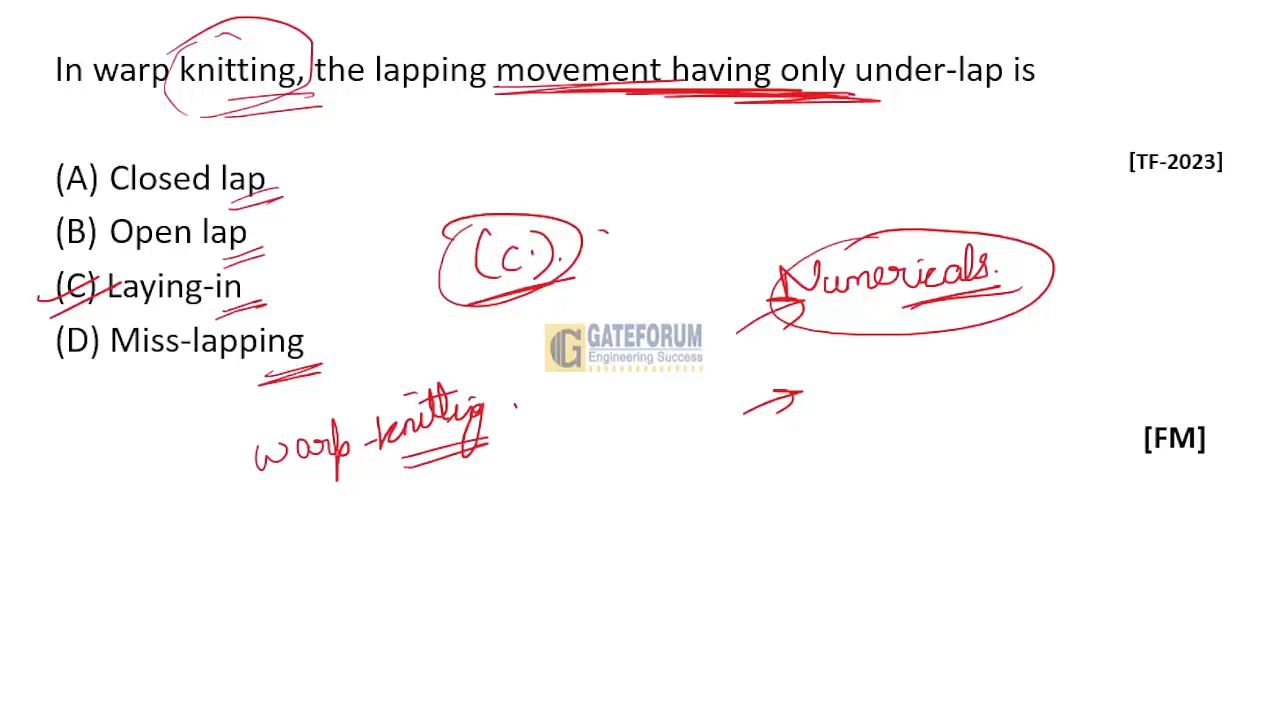 In warp knitting, the lapping movement having only under-lap is
[TF-2023]
(A) Closed lap
(B) Open lap
(C) Laying-in
(D) Miss-lapping
(C).
Numericals.
GATEFORUM
Engineering Success
warp-knitting
[FM]